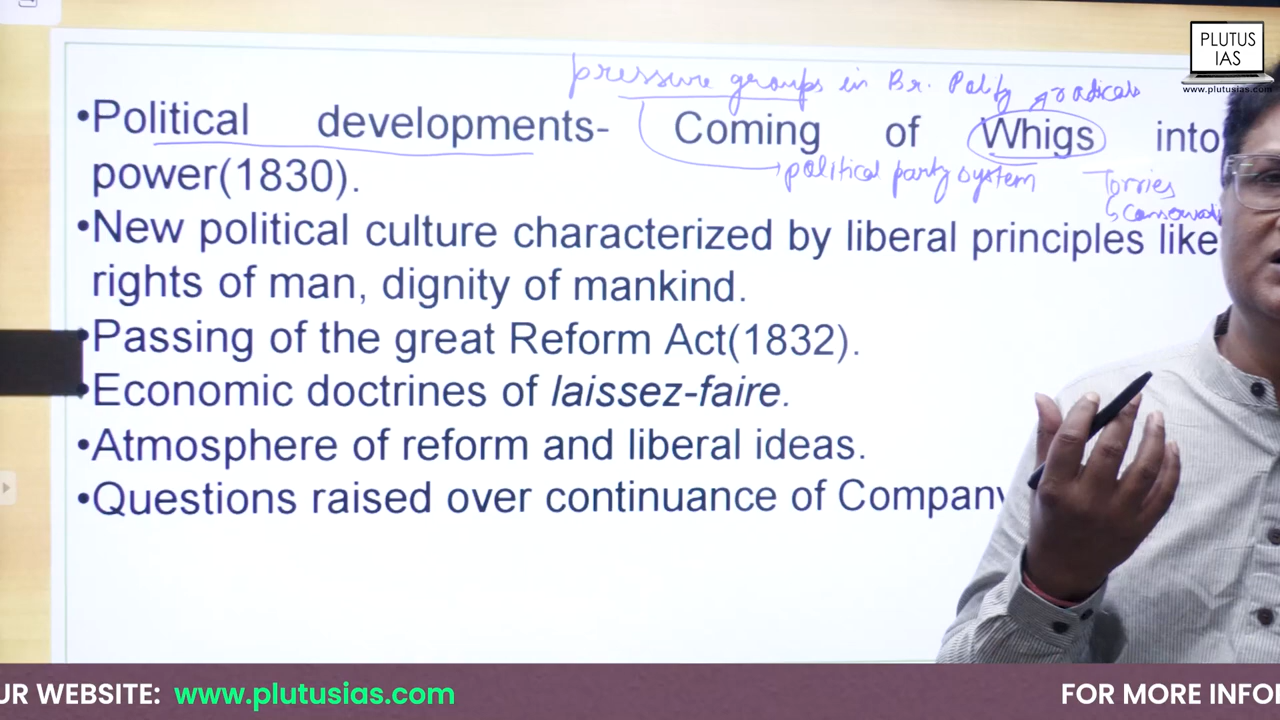 PLUTUS
IAS
www.plutusias.com
pressure groups in Br. Polty
radicals
•Political developments- Coming of Whigs into
political party system
Torries
power(1830).
•New political culture characterized by liberal principles like
rights of man, dignity of mankind.
•Passing of the great Reform Act(1832).
•Economic doctrines of laissez-faire.
•Atmosphere of reform and liberal ideas.
•Questions raised over continuance of Company
UR WEBSITE: www.plutusias.com
FOR MORE INFO